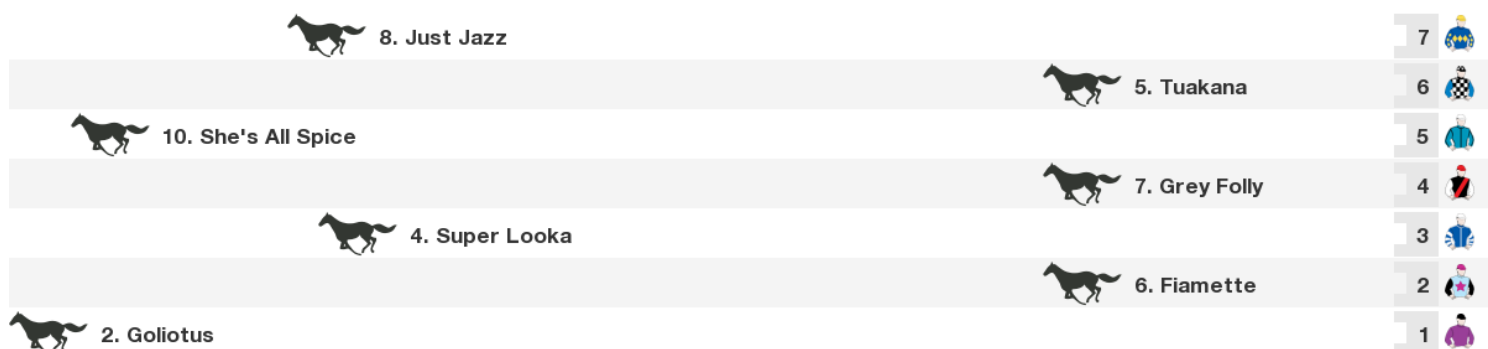 8. Just Jazz 7
5. Tuakana 6
10. She's All Spice 5
7. Grey Folly 4
4. Super Looka 3
6. Fiamette 2
2. Goliotus 1